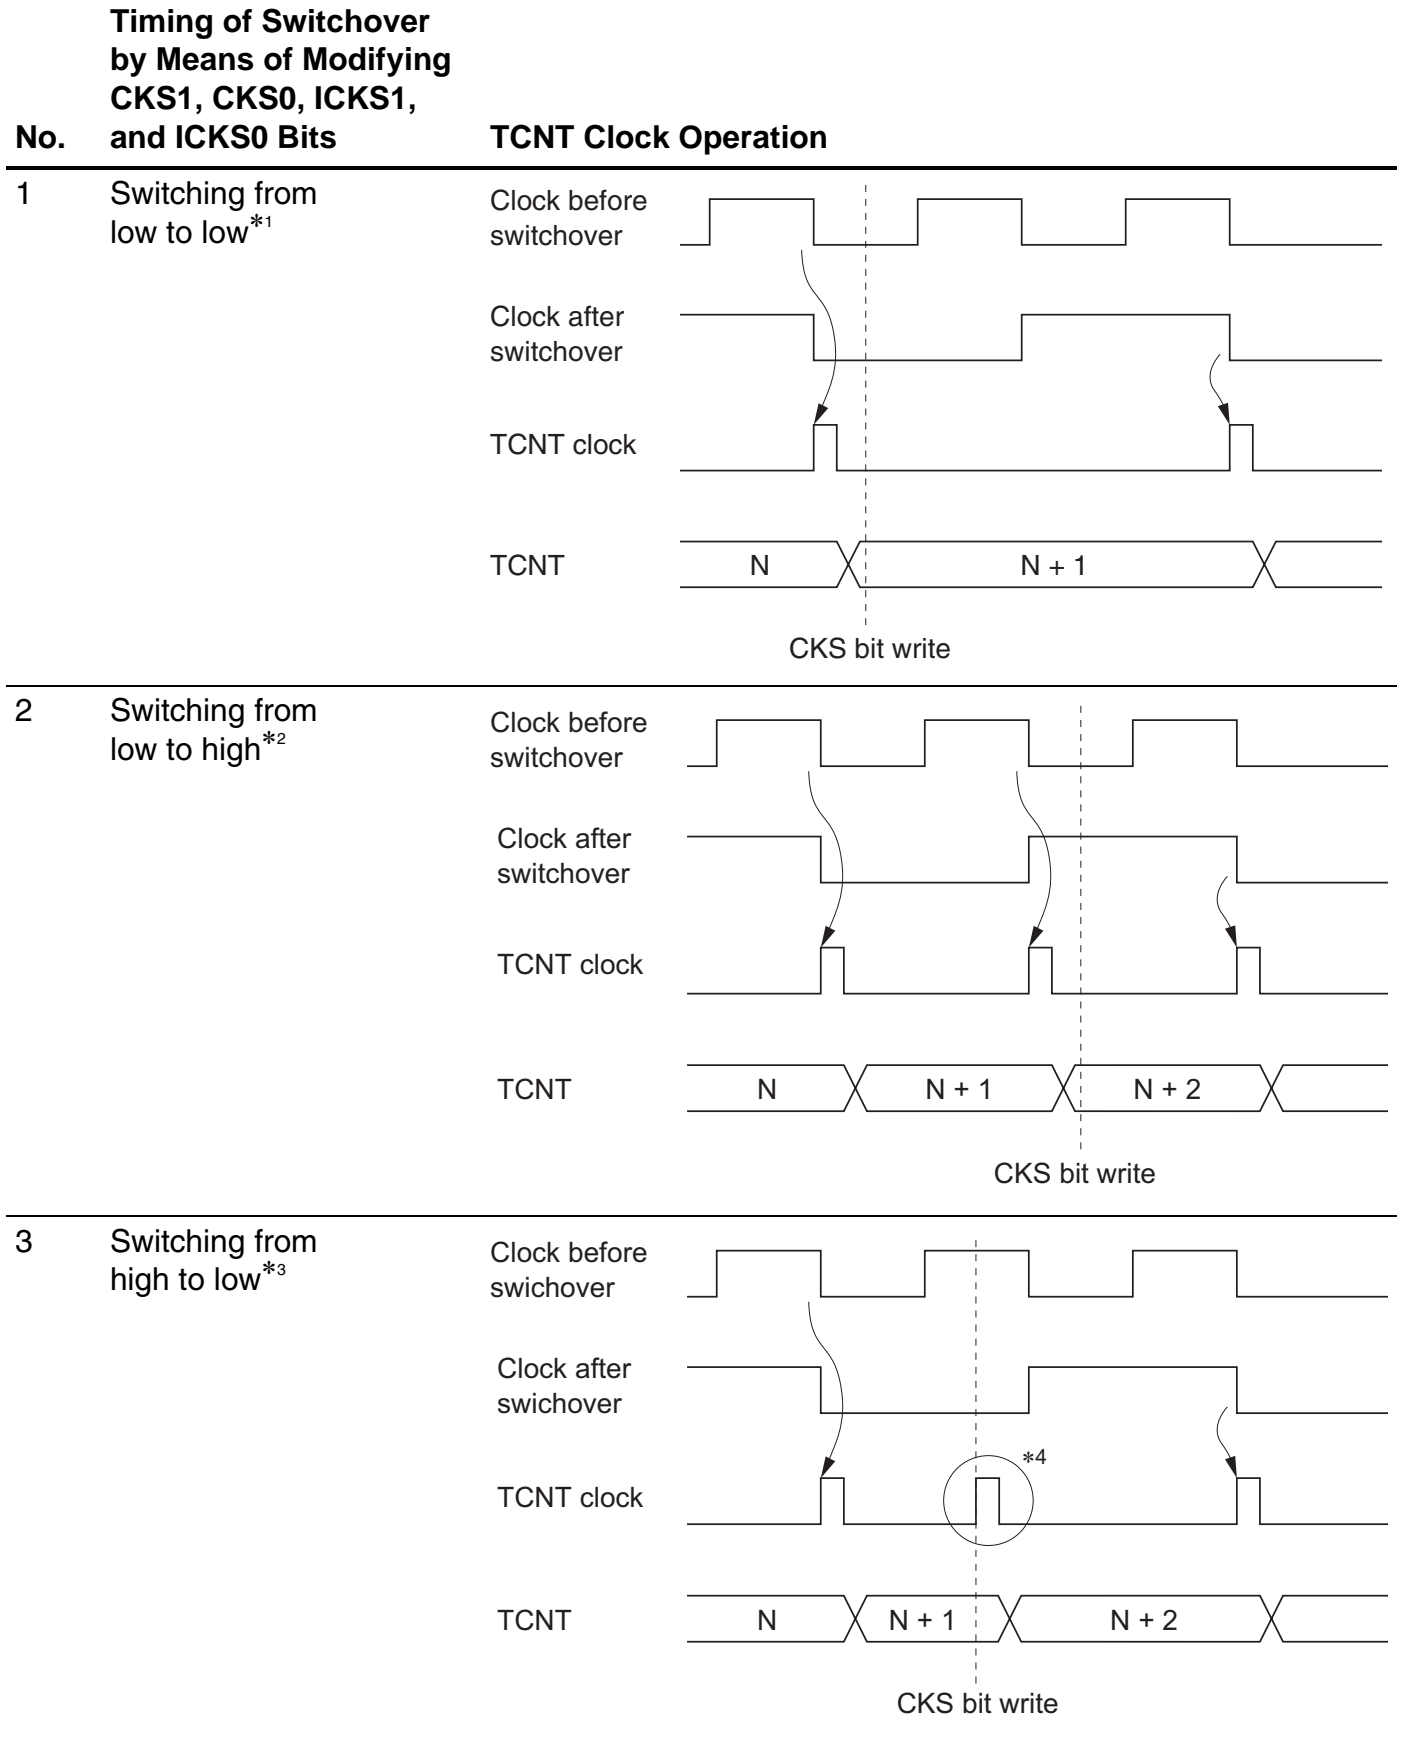 Timing of Switchover
by Means of Modifying
CKS1, CKS0, ICKS1,
No. and ICKS0 Bits TCNT Clock Operation
1 Switching from
low to low*1
Clock before
switchover
Clock after
switchover
TCNT clock
TCNT N N + 1
CKS bit write
2 Switching from
low to high*2
Clock before
switchover
Clock after
switchover
TCNT clock
TCNT N N + 1 N + 2
CKS bit write
3 Switching from
high to low*3
Clock before
swichover
Clock after
swichover
*4
TCNT clock
TCNT N N + 1 N + 2
CKS bit write